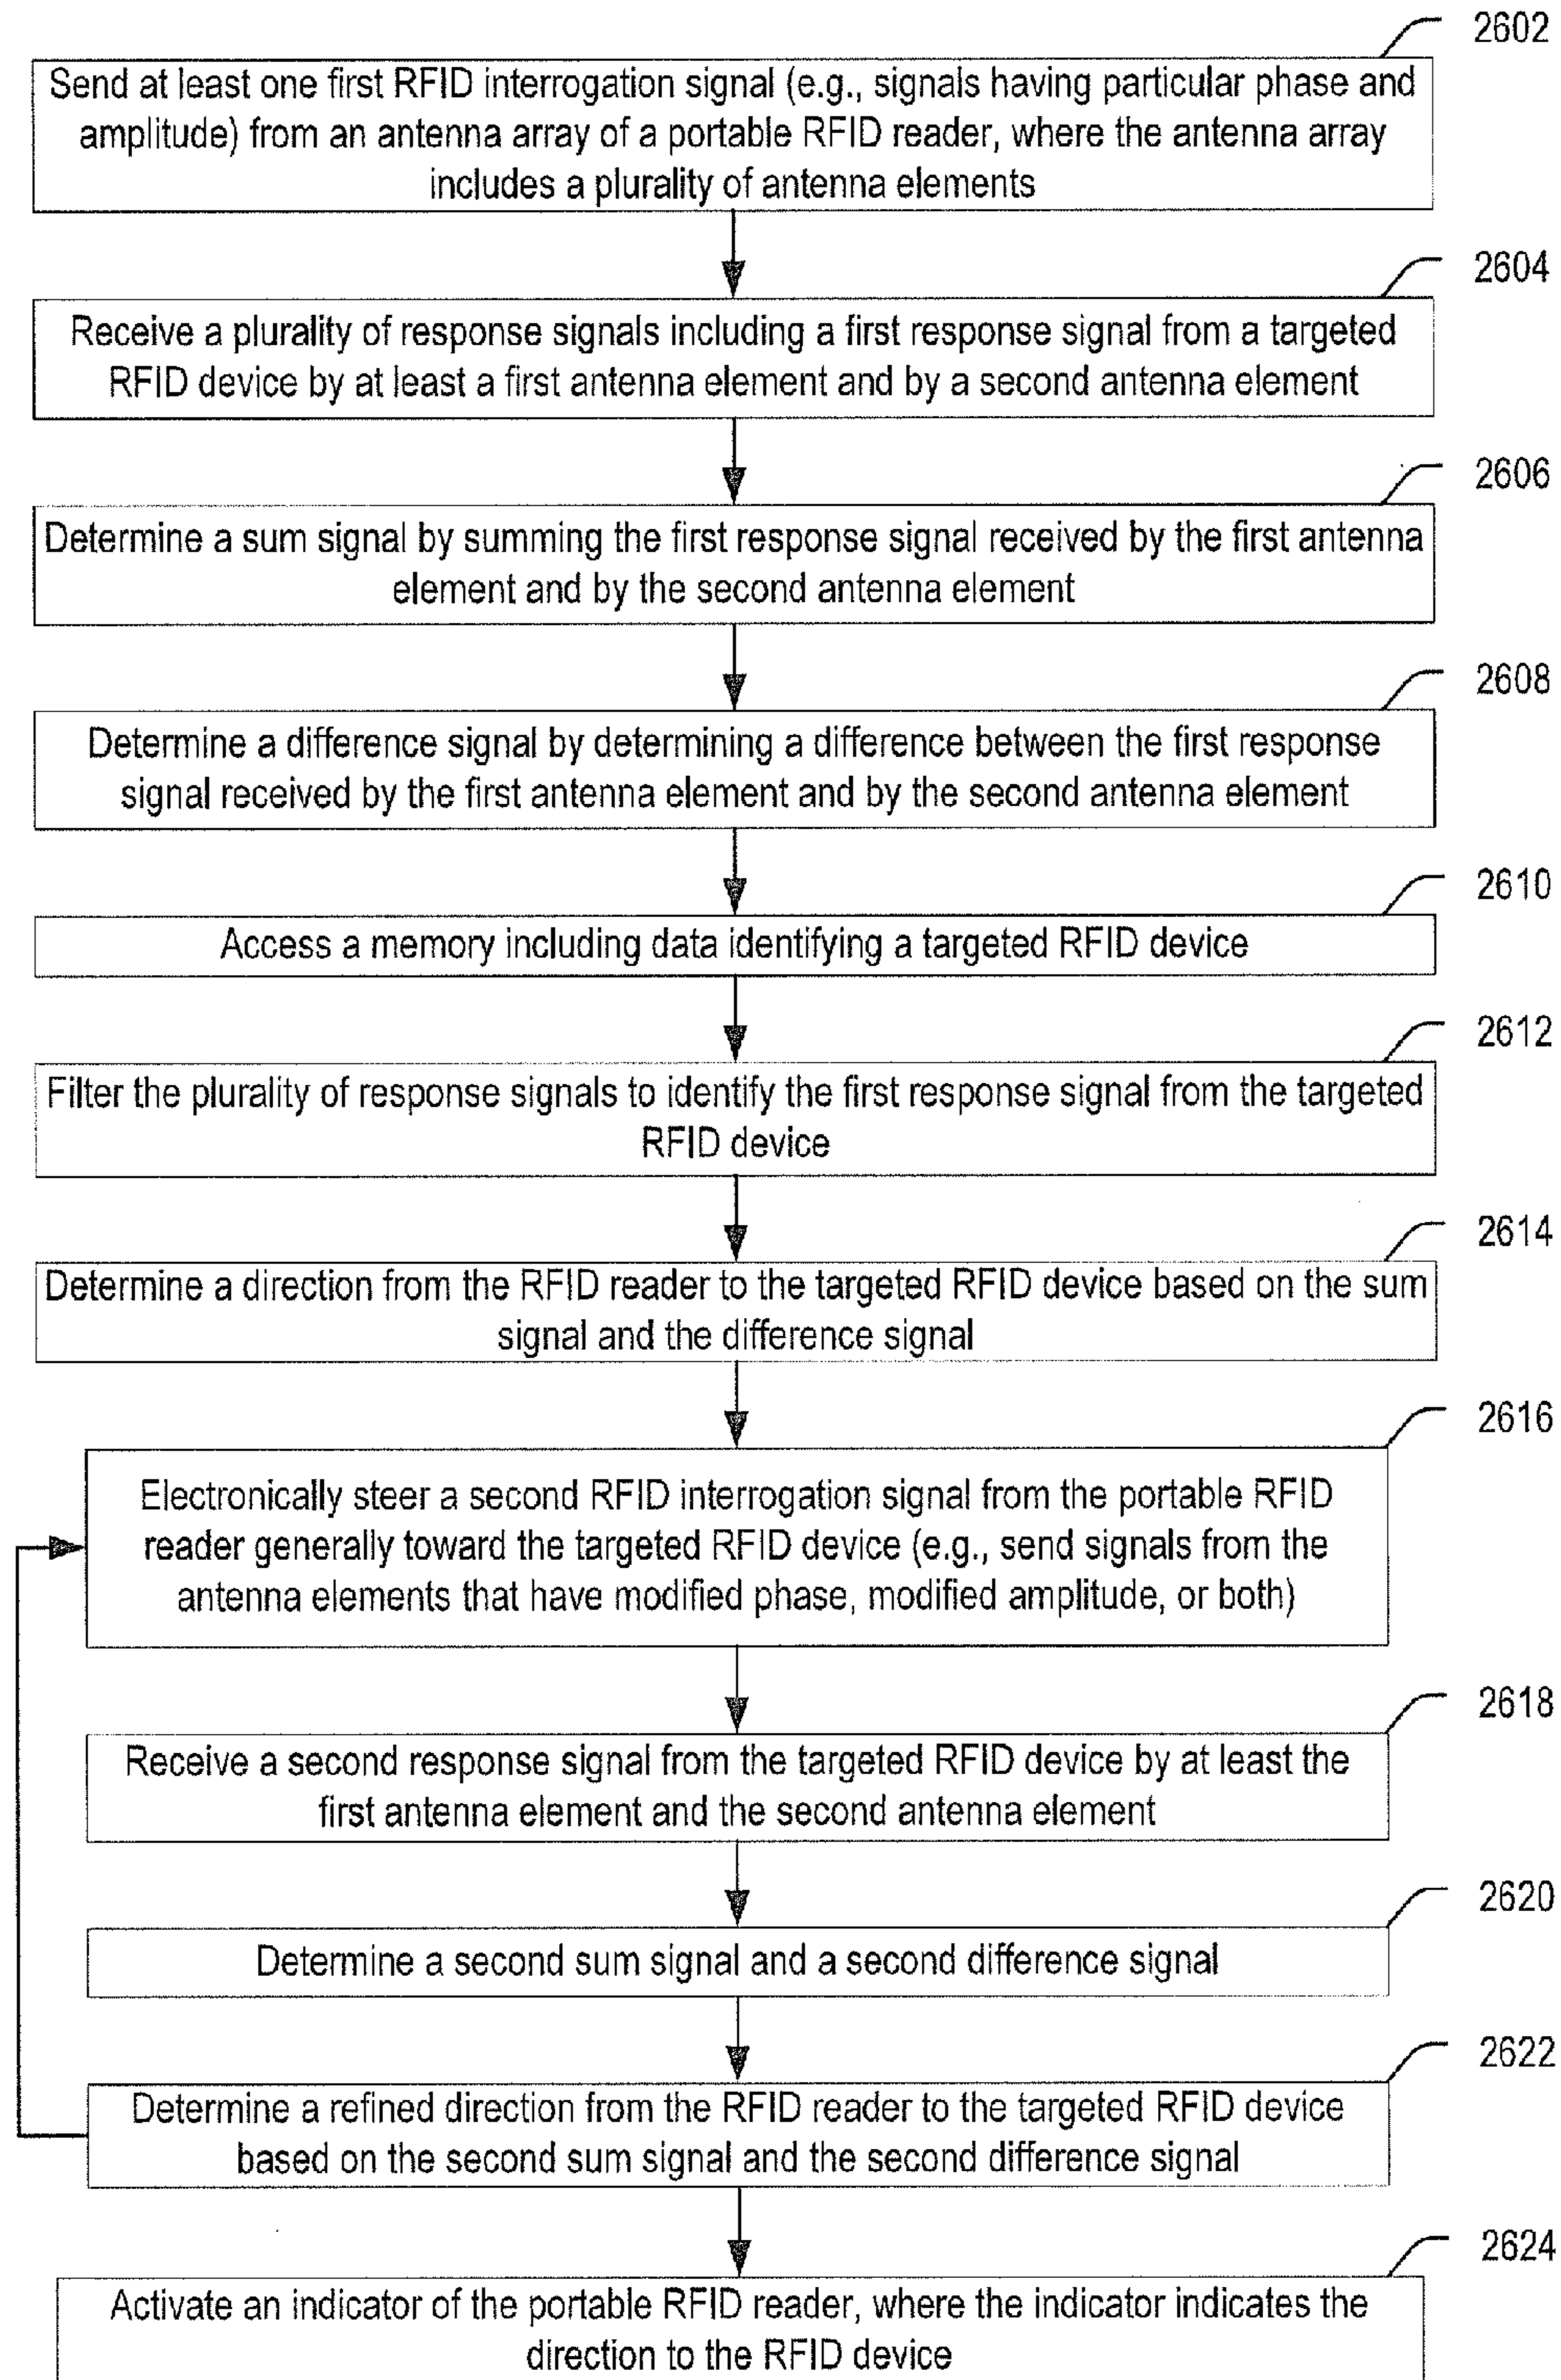 2602
Send at least one first RFID interrogation signal (e.g., signals having particular phase and
amplitude) from an antenna array of a portable RFID reader, where the antenna array
includes a plurality of antenna elements
2604
Receive a plurality of response signals including a first response signal from a targeted
RFID device by at least a first antenna element and by a second antenna element
2606
Determine a sum signal by summing the first response signal received by the first antenna
element and by the second antenna element
2608
Determine a difference signal by determining a difference between the first response
signal received by the first antenna element and by the second antenna element
2610
Access a memory including data identifying a targeted RFID device
2612
Filter the plurality of response signals to identify the first response signal from the targeted
RFID device
2614
Determine a direction from the RFID reader to the targeted RFID device based on the sum
signal and the difference signal
2616
Electronically steer a second RFID interrogation signal from the portable RFID
reader generally toward the targeted RFID device (e.g., send signals from the
antenna elements that have modified phase, modified amplitude, or both)
2618
Receive a second response signal from the targeted RFID device by at least the
first antenna element and the second antenna element
2620
Determine a second sum signal and a second difference signal
2622
Determine a refined direction from the RFID reader to the targeted RFID device
based on the second sum signal and the second difference signal
2624
Activate an indicator of the portable RFID reader, where the indicator indicates the
direction to the RFID device